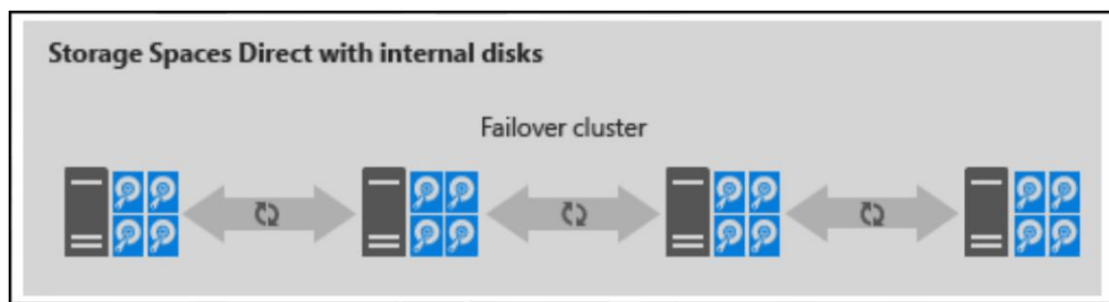 Storage Spaces Direct with internal disks
Failover cluster